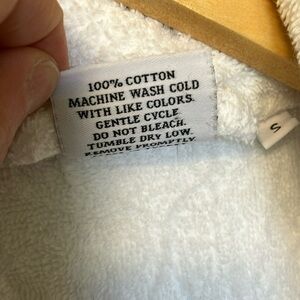 100% COTTON
MACHINE WASH COLD
WITH LIKE COLORS.
GENTLE CYCLE
DO NOT BLEACH.
TUMBLE DRY LOW.
REMOVE PROMPTLY
S